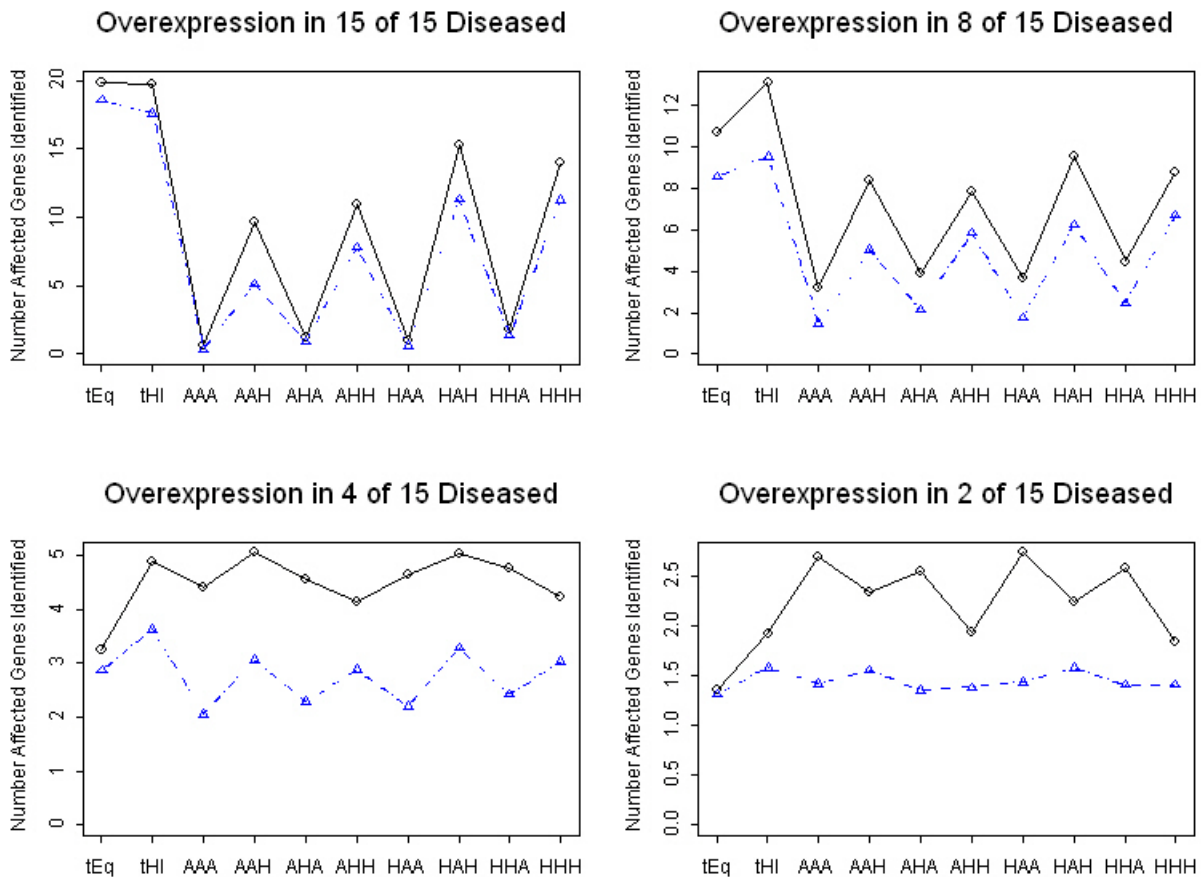 Overexpression in 15 of 15 Diseased
Number Affected Genes Identified
20
15
10
5
0
tEq tHI AAA AAH AHA AHH HAA HAH HHA HHH
Overexpression in 8 of 15 Diseased
Number Affected Genes Identified
12
10
8
6
4
2
0
tEq tHI AAA AAH AHA AHH HAA HAH HHA HHH
Overexpression in 4 of 15 Diseased
Number Affected Genes Identified
5
4
3
2
1
0
tEq tHI AAA AAH AHA AHH HAA HAH HHA HHH
Overexpression in 2 of 15 Diseased
Number Affected Genes Identified
2.5
2.0
1.5
1.0
0.5
0.0
tEq tHI AAA AAH AHA AHH HAA HAH HHA HHH